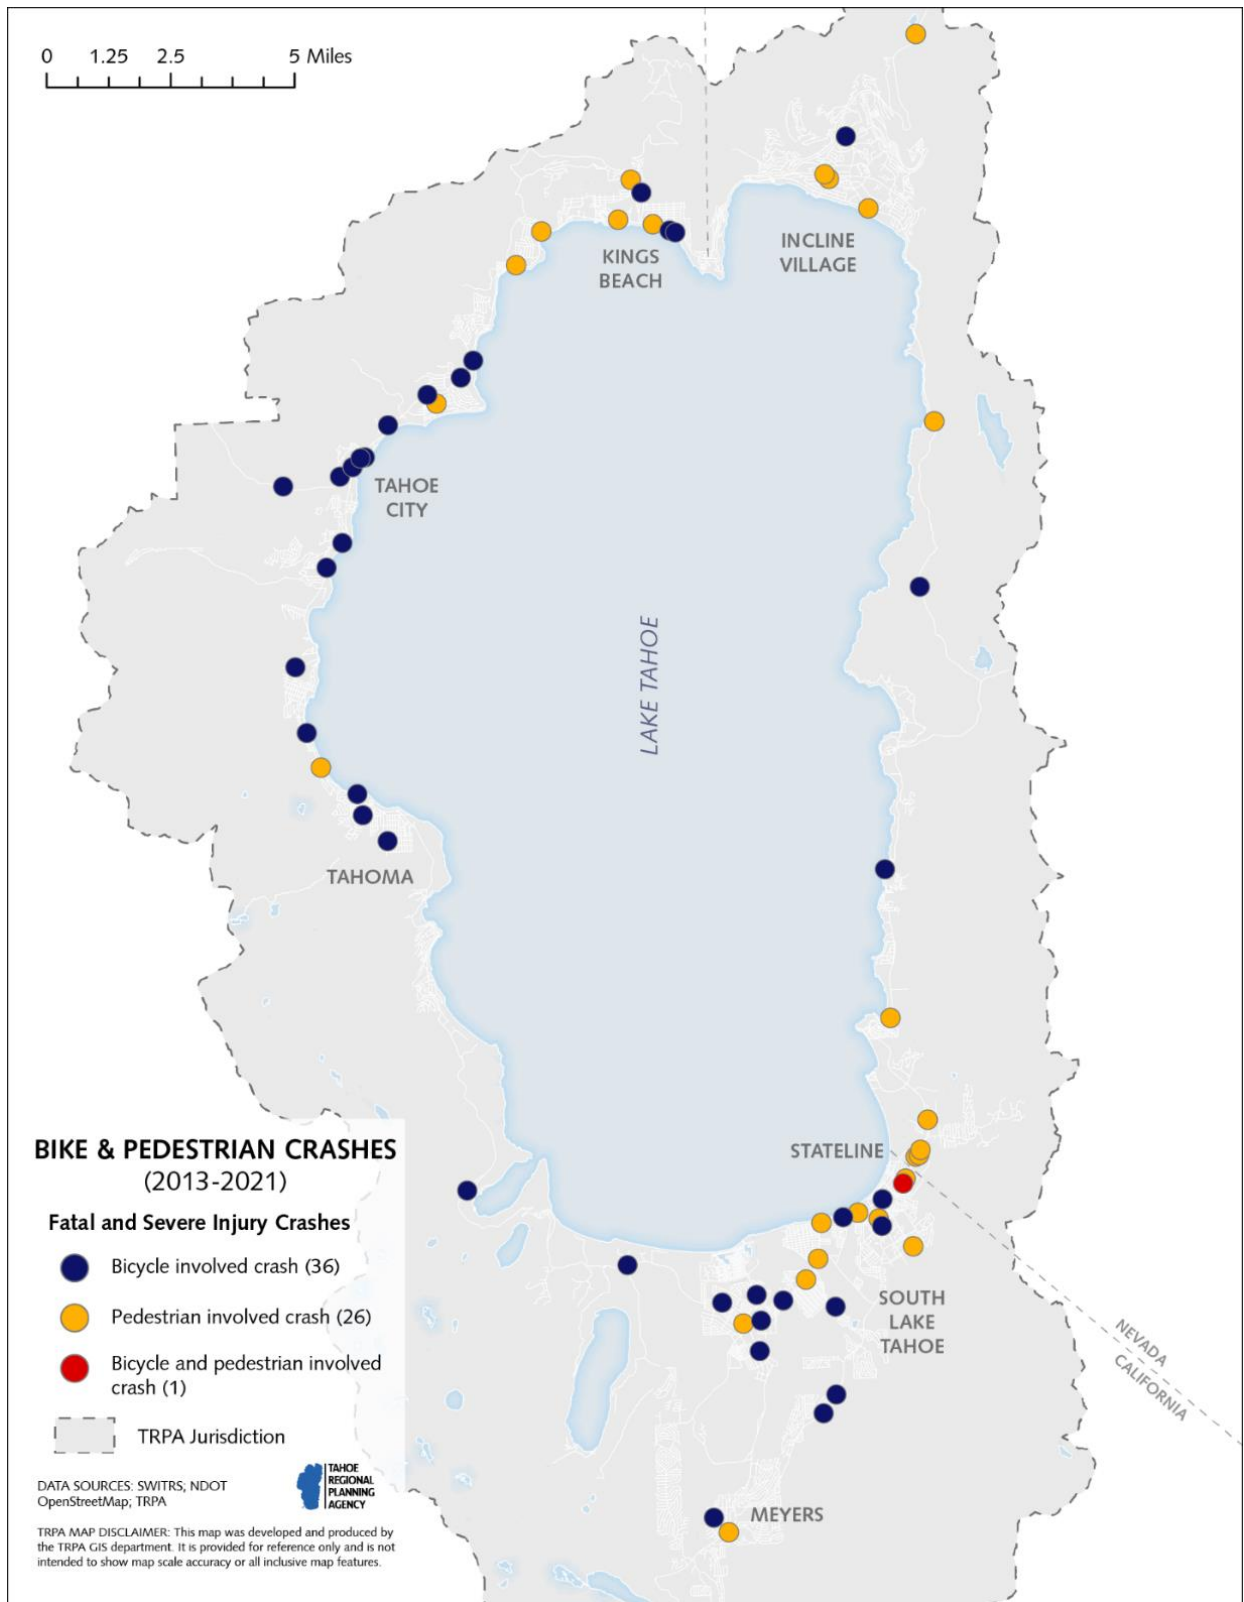 0 1.25 2.5 5 Miles
INCLINE
VILLAGE
KINGS
BEACH
TAHOE
CITY
LAKE TAHOE
TAHOMA
STATELINE
SOUTH
LAKE
TAHOE
NEVADA
CALIFORNIA
MEYERS
BIKE & PEDESTRIAN CRASHES
(2013-2021)
Fatal and Severe Injury Crashes
Bicycle involved crash (36)
Pedestrian involved crash (26)
Bicycle and pedestrian involved
crash (1)
TRPA Jurisdiction
DATA SOURCES: SWITRS; NDOT
OpenStreetMap; TRPA
TAHOE
REGIONAL
PLANNING
AGENCY
TRPA MAP DISCLAIMER: This map was developed and produced by
the TRPA GIS department. It is provided for reference only and is not
intended to show map scale accuracy or all inclusive map features.